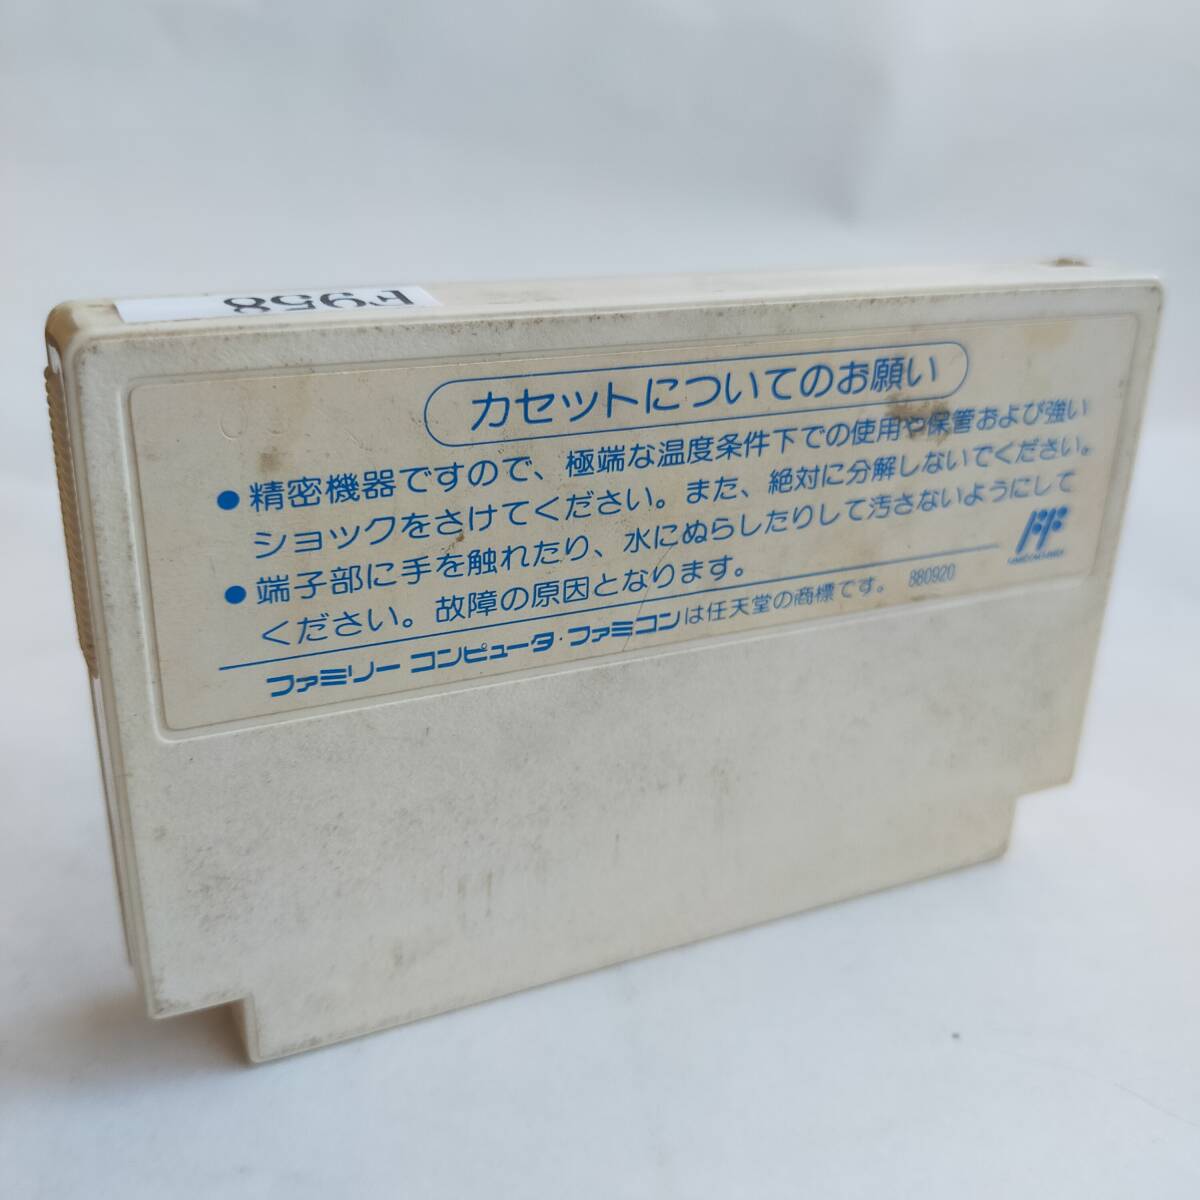 F958
カセットについてのお願い
●精密機器ですので、極端な温度条件下での使用や保管および強い
ショックをさけてください。また、絶対に分解しないでください。
●端子部に手を触れたり、水にぬらしたりして汚さないようにして
ください。故障の原因となります。
ファミリーコンピュータ・ファミコンは任天堂の商標です。 880920